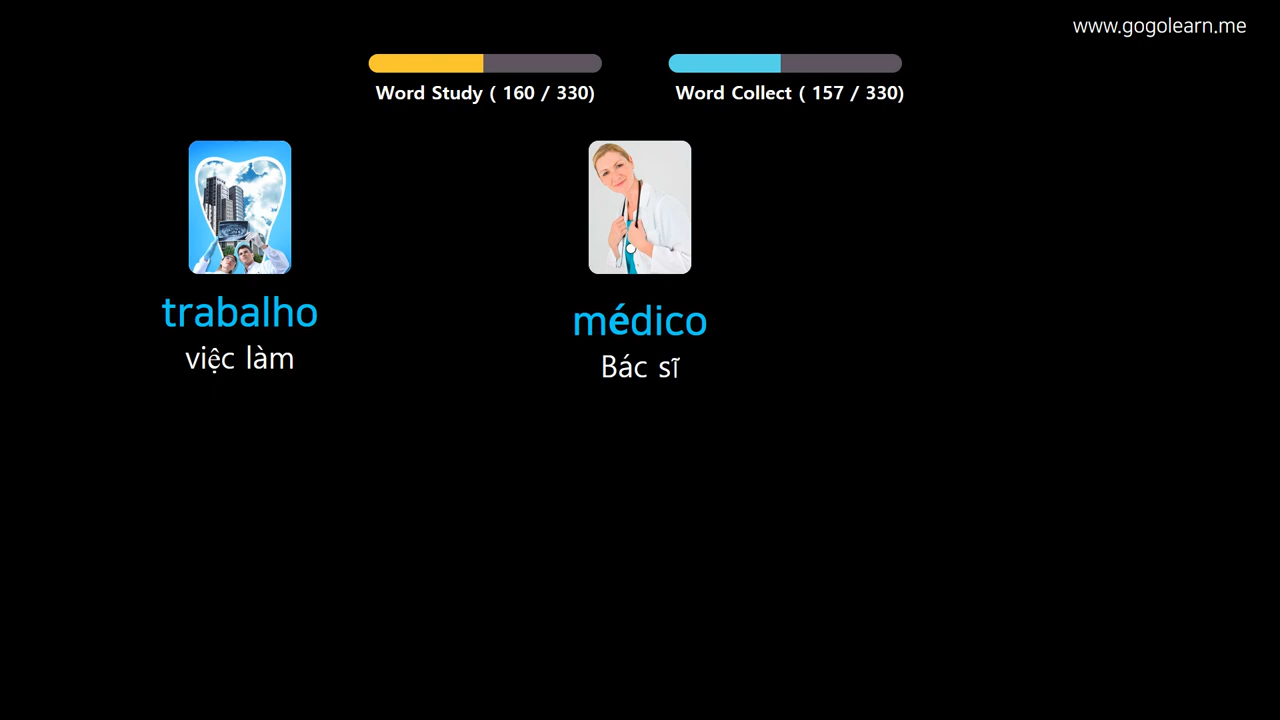 www.gogolearn.me
Word Study ( 160 / 330)
Word Collect ( 157 / 330)
trabalho
việc làm
médico
Bác sĩ